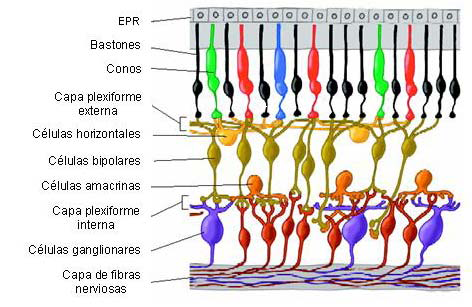 EPR
Bastones
Conos
Capa plexiforme
externa
Células horizontales
Células bipolares
Células amacrinas
Capa plexiforme
interna
Células ganglionares
Capa de fibras
nerviosas